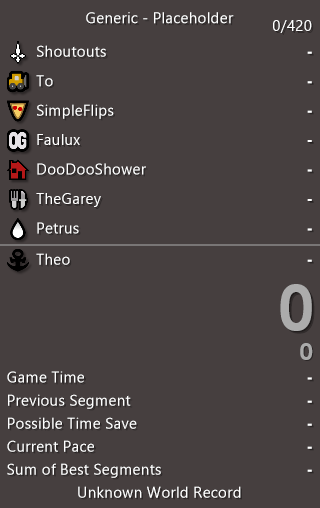 Generic - Placeholder
0/420
Shoutouts -
To -
SimpleFlips -
OG Faulux -
DooDooShower -
TheGarey -
Petrus -
Theo -
0
0
Game Time -
Previous Segment -
Possible Time Save -
Current Pace -
Sum of Best Segments -
Unknown World Record